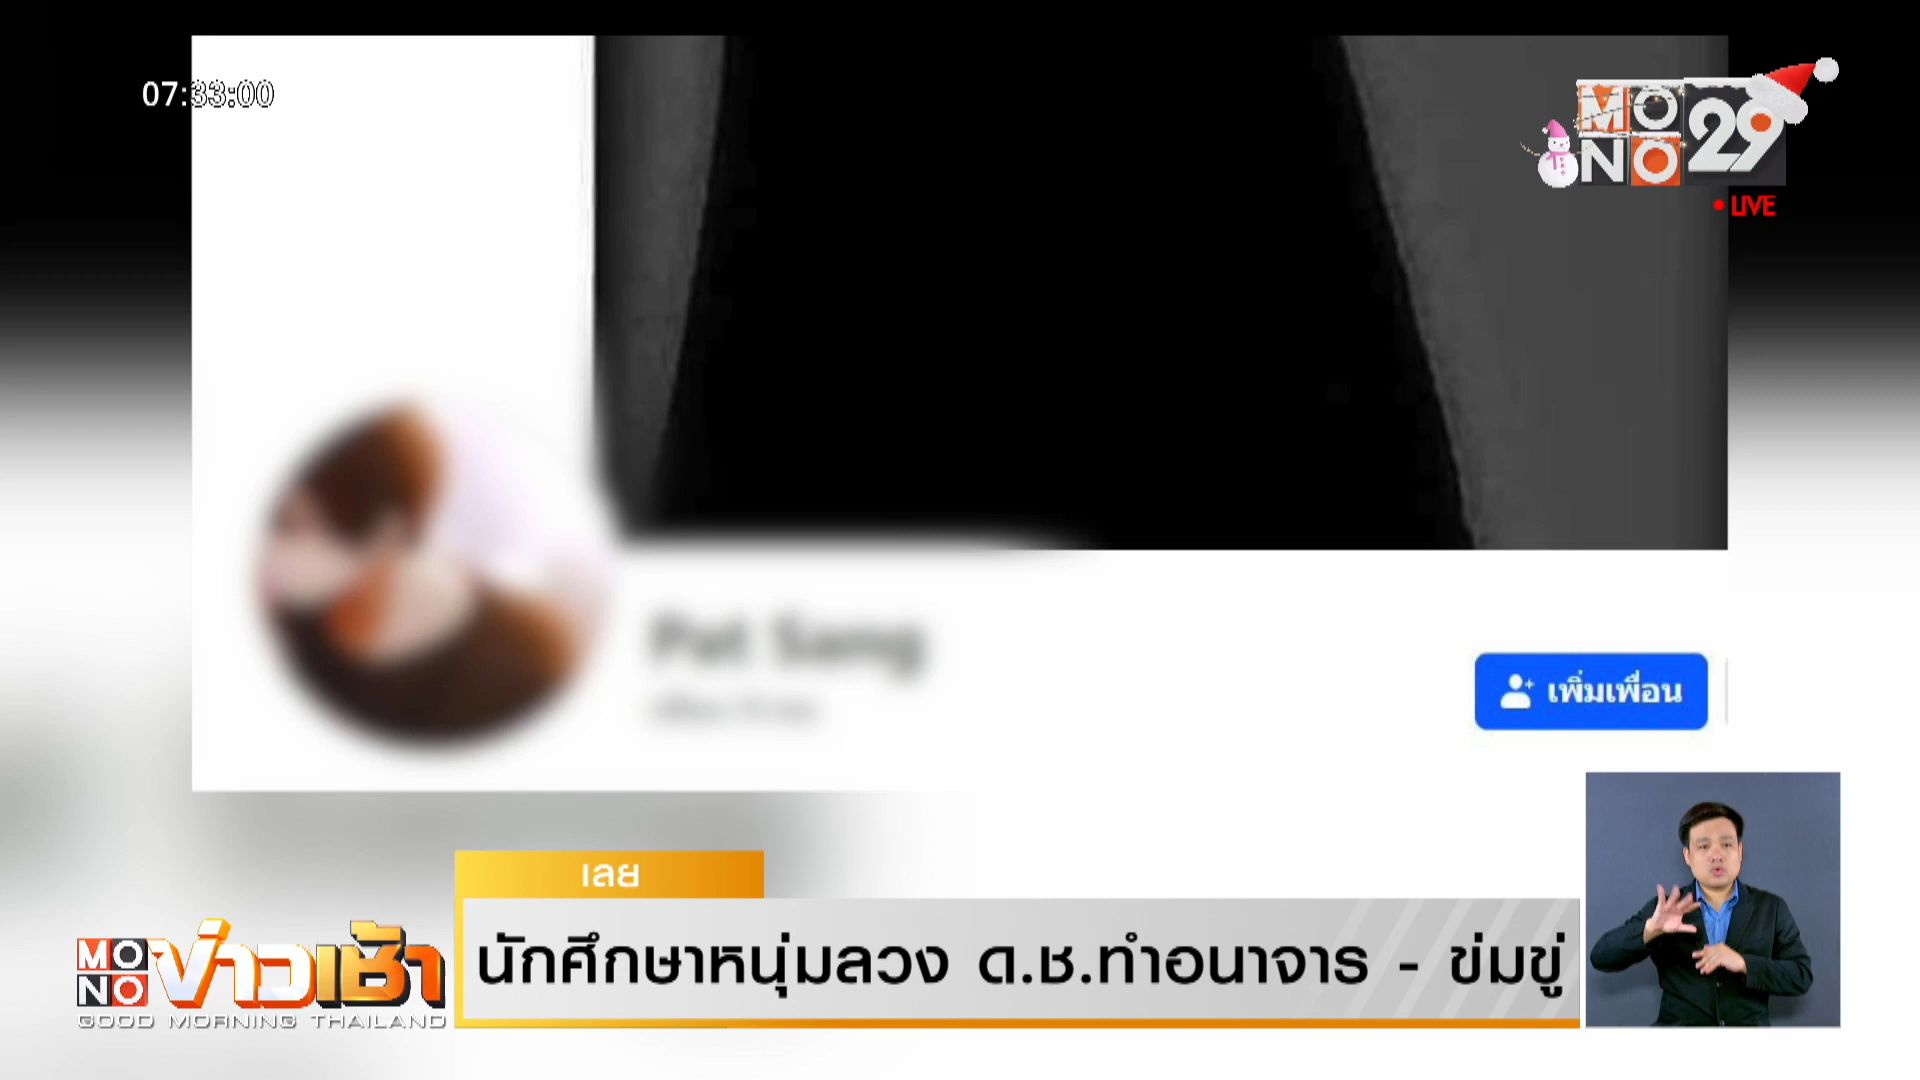 07:33:00
MONO 29
LIVE
เพิ่มเพื่อน
เลย
นักศึกษาหนุ่มลวง ด.ช.ทำอนาจาร - ข่มขู่
MONO ข่าวเช้า
GOOD MORNING THAILAND